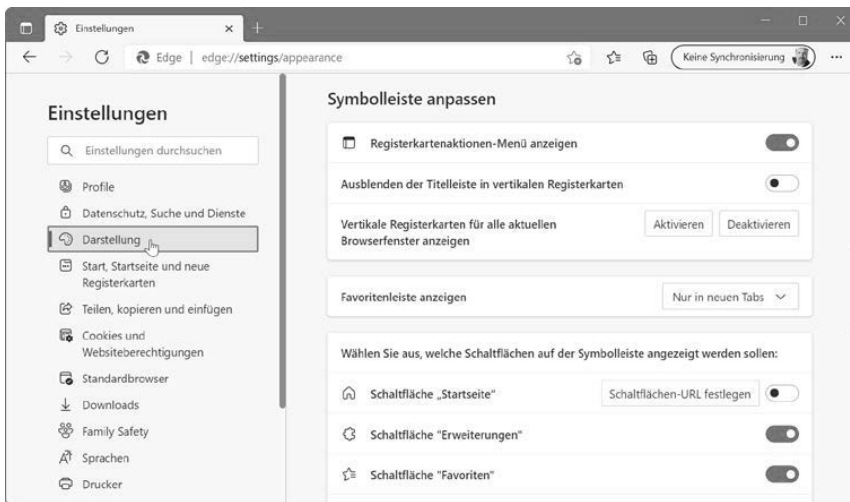 Einstellungen
Edge | edge://settings/appearance
Keine Synchronisierung
Einstellungen
Einstellungen durchsuchen
Profile
Datenschutz, Suche und Dienste
Darstellung
Start, Startseite und neue
Registerkarten
Teilen, kopieren und einfügen
Cookies und
Websiteberechtigungen
Standardbrowser
Downloads
Family Safety
Sprachen
Drucker
Symbolleiste anpassen
Registerkartenaktionen-Menü anzeigen
Ausblenden der Titelleiste in vertikalen Registerkarten
Vertikale Registerkarten für alle aktuellen
Browserfenster anzeigen
Aktivieren
Deaktivieren
Favoritenleiste anzeigen
Nur in neuen Tabs
Wählen Sie aus, welche Schaltflächen auf der Symbolleiste angezeigt werden sollen:
Schaltfläche „Startseite"
Schaltflächen-URL festlegen
Schaltfläche "Erweiterungen"
Schaltfläche "Favoriten"